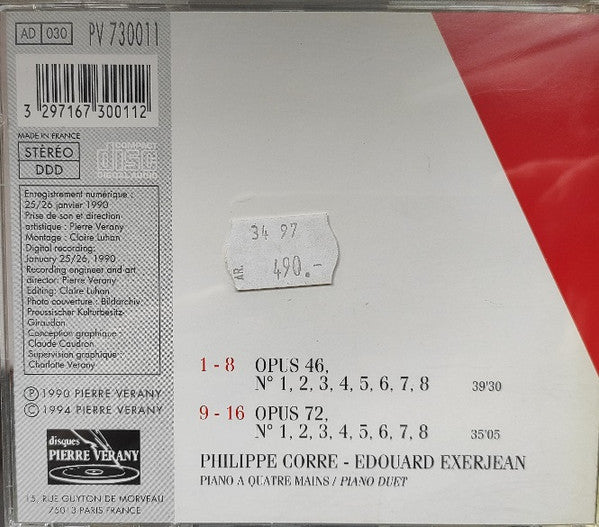 AD 030 PV 730011
3 297167 300112
MADE IN FRANCE
STÉRÉO
DDD
COMPACT
disc
DIGITAL AUDIO
Enregistrement numérique :
25/26 janvier 1990
Prise de son et direction
artistique : Pierre Verany
Montage : Claire Luhan
Digital recording:
January 25/26, 1990
Recording engineer and art
director: Pierre Verany
Editing: Claire Luhan
Photo couverture : Bildarchiv
Preussischer Kulturbesitz
Giraudon
Conception graphique :
Claude Caudron
Supervision graphique :
Charlotte Verany
℗ 1990 PIERRE VERANY
© 1994 PIERRE VERANY
disques
PIERRE VERANY
15, RUE GUYTON DE MORVEAU
75013 PARIS FRANCE
34 97
AR. 490.-
1 - 8 OPUS 46,
N° 1, 2, 3, 4, 5, 6, 7, 8 39'30
9 - 16 OPUS 72,
N° 1, 2, 3, 4, 5, 6, 7, 8 35'05
PHILIPPE CORRE - EDOUARD EXERJEAN
PIANO A QUATRE MAINS / PIANO DUET